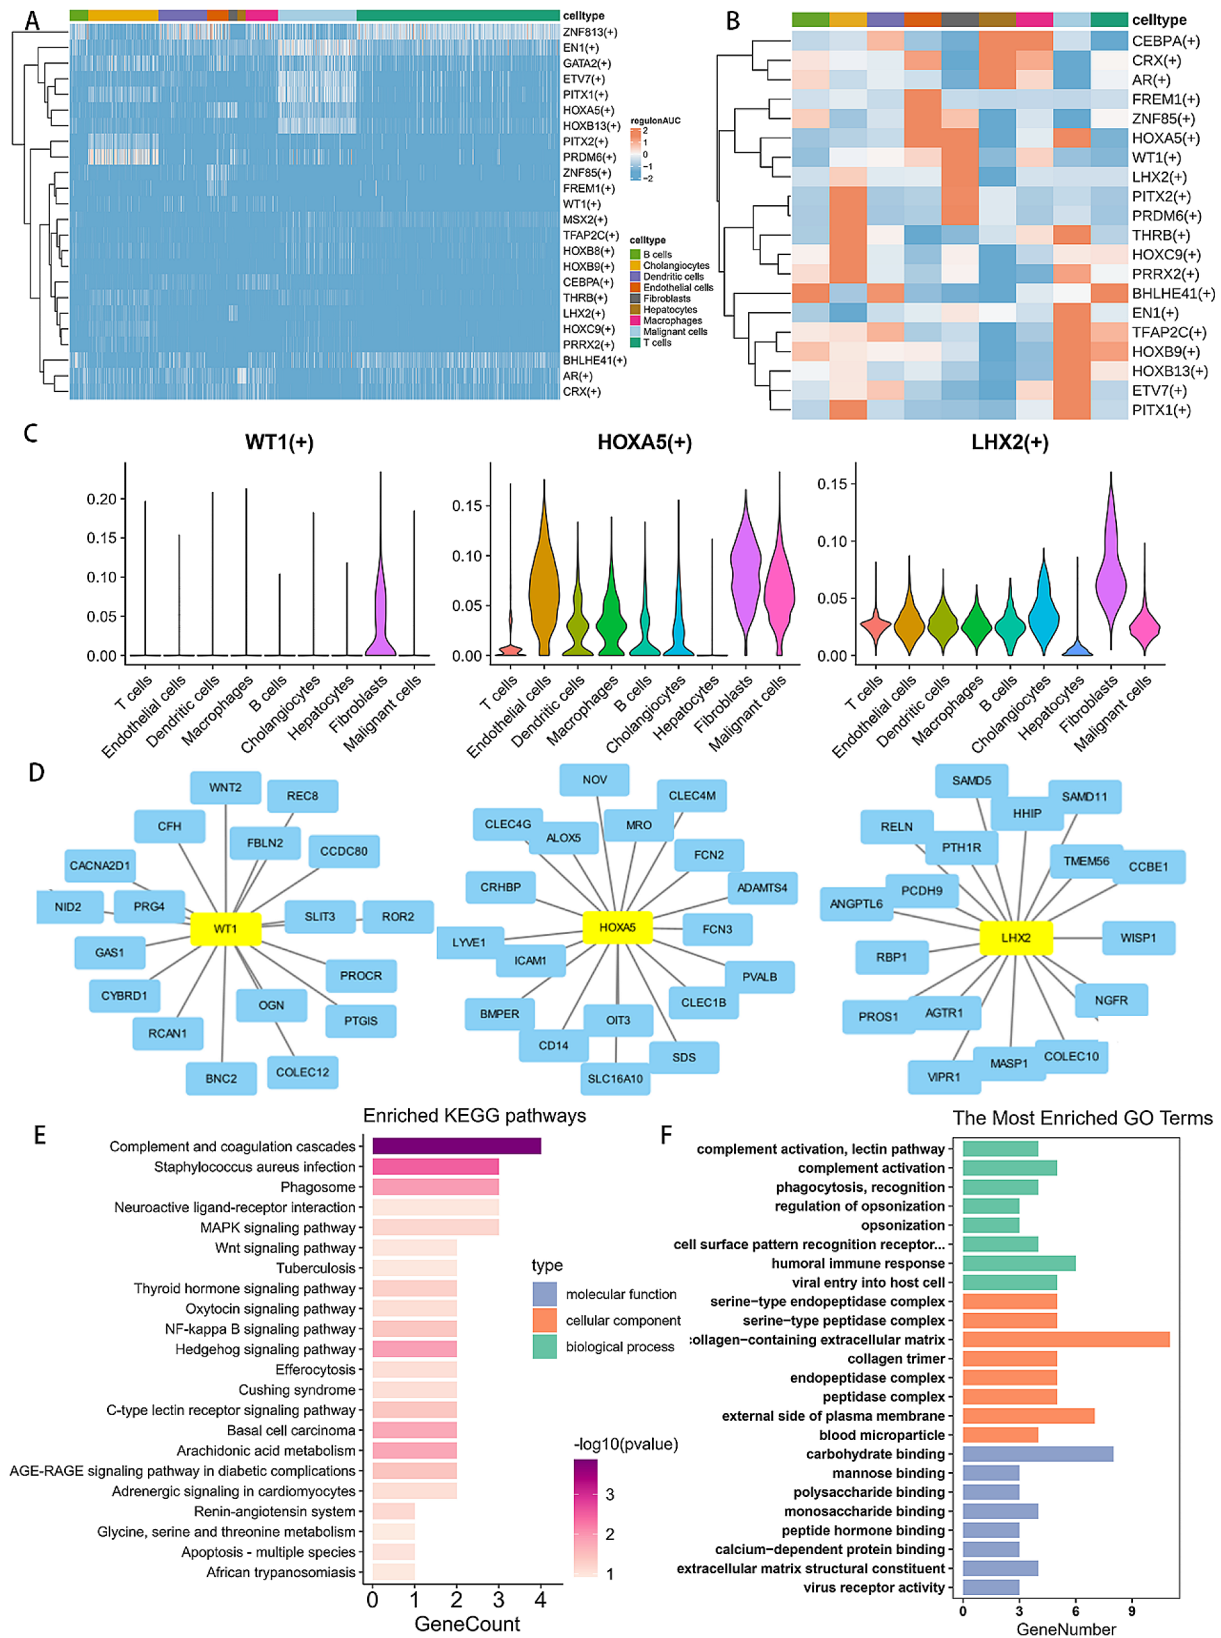 A
celltype
ZNF813(+)
EN1(+)
GATA2(+)
ETV7(+)
PITX1(+)
HOXA5(+)
HOXB13(+)
PITX2(+)
PRDM6(+)
ZNF85(+)
FREM1(+)
WT1(+)
MSX2(+)
TFAP2C(+)
HOXB8(+)
HOXB9(+)
CEBPA(+)
THRB(+)
LHX2(+)
HOXC9(+)
PRRX2(+)
BHLHE41(+)
AR(+)
CRX(+)
regulonAUC
2
1
0
−1
−2
celltype
B cells
Cholangiocytes
Dendritic cells
Endothelial cells
Fibroblasts
Hepatocytes
Macrophages
Malignant cells
T cells
B
celltype
CEBPA(+)
CRX(+)
AR(+)
FREM1(+)
ZNF85(+)
HOXA5(+)
WT1(+)
LHX2(+)
PITX2(+)
PRDM6(+)
THRB(+)
HOXC9(+)
PRRX2(+)
BHLHE41(+)
EN1(+)
TFAP2C(+)
HOXB9(+)
HOXB13(+)
ETV7(+)
PITX1(+)
C
WT1(+)
0.20
0.15
0.10
0.05
0.00
T cells
Endothelial cells
Dendritic cells
Macrophages
B cells
Cholangiocytes
Hepatocytes
Fibroblasts
Malignant cells
HOXA5(+)
0.15
0.10
0.05
0.00
T cells
Endothelial cells
Dendritic cells
Macrophages
B cells
Cholangiocytes
Hepatocytes
Fibroblasts
Malignant cells
LHX2(+)
0.15
0.10
0.05
0.00
T cells
Endothelial cells
Dendritic cells
Macrophages
B cells
Cholangiocytes
Hepatocytes
Fibroblasts
Malignant cells
D
WNT2
REC8
CFH
FBLN2
CCDC80
CACNA2D1
NID2
PRG4
SLIT3
ROR2
WT1
GAS1
PROCR
CYBRD1
OGN
PTGIS
RCAN1
BNC2
COLEC12
NOV
CLEC4M
CLEC4G
ALOX5
MRO
FCN2
CRHBP
ADAMTS4
HOXA5
FCN3
LYVE1
ICAM1
PVALB
CLEC1B
BMPER
OIT3
CD14
SDS
SLC16A10
SAMD5
SAMD11
HHIP
RELN
PTH1R
TMEM56
CCBE1
PCDH9
ANGPTL6
LHX2
WISP1
RBP1
NGFR
PROS1
AGTR1
COLEC10
MASP1
VIPR1
E
Enriched KEGG pathways
Complement and coagulation cascades
Staphylococcus aureus infection
Phagosome
Neuroactive ligand-receptor interaction
MAPK signaling pathway
Wnt signaling pathway
Tuberculosis
Thyroid hormone signaling pathway
Oxytocin signaling pathway
NF-kappa B signaling pathway
Hedgehog signaling pathway
Efferocytosis
Cushing syndrome
C-type lectin receptor signaling pathway
Basal cell carcinoma
Arachidonic acid metabolism
AGE-RAGE signaling pathway in diabetic complications
Adrenergic signaling in cardiomyocytes
Renin-angiotensin system
Glycine, serine and threonine metabolism
Apoptosis - multiple species
African trypanosomiasis
0 1 2 3 4
GeneCount
type
molecular function
cellular component
biological process
-log10(pvalue)
3
2
1
F
The Most Enriched GO Terms
complement activation, lectin pathway
complement activation
phagocytosis, recognition
regulation of opsonization
opsonization
cell surface pattern recognition receptor...
humoral immune response
viral entry into host cell
serine−type endopeptidase complex
serine−type peptidase complex
collagen−containing extracellular matrix
collagen trimer
endopeptidase complex
peptidase complex
external side of plasma membrane
blood microparticle
carbohydrate binding
mannose binding
polysaccharide binding
monosaccharide binding
peptide hormone binding
calcium−dependent protein binding
extracellular matrix structural constituent
virus receptor activity
0 3 6 9
GeneNumber